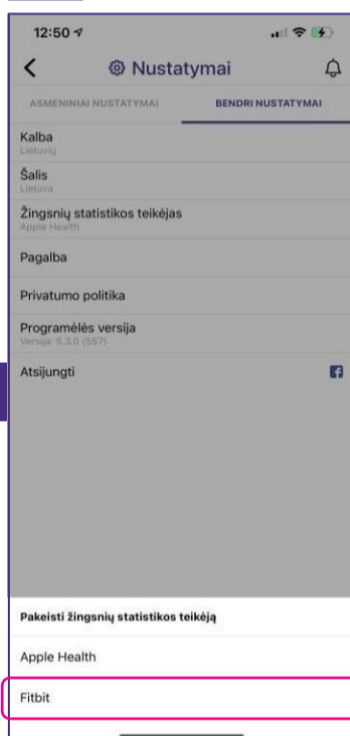 12:50
Nustatymai
ASMENINIAI NUSTATYMAI
BENDRI NUSTATYMAI
Kalba
Lietuvių
Šalis
Lietuva
Žingsnių statistikos teikėjas
Apple Health
Pagalba
Privatumo politika
Programėlės versija
Versija: 5.3.0 (557)
Atsijungti
Pakeisti žingsnių statistikos teikėją
Apple Health
Fitbit